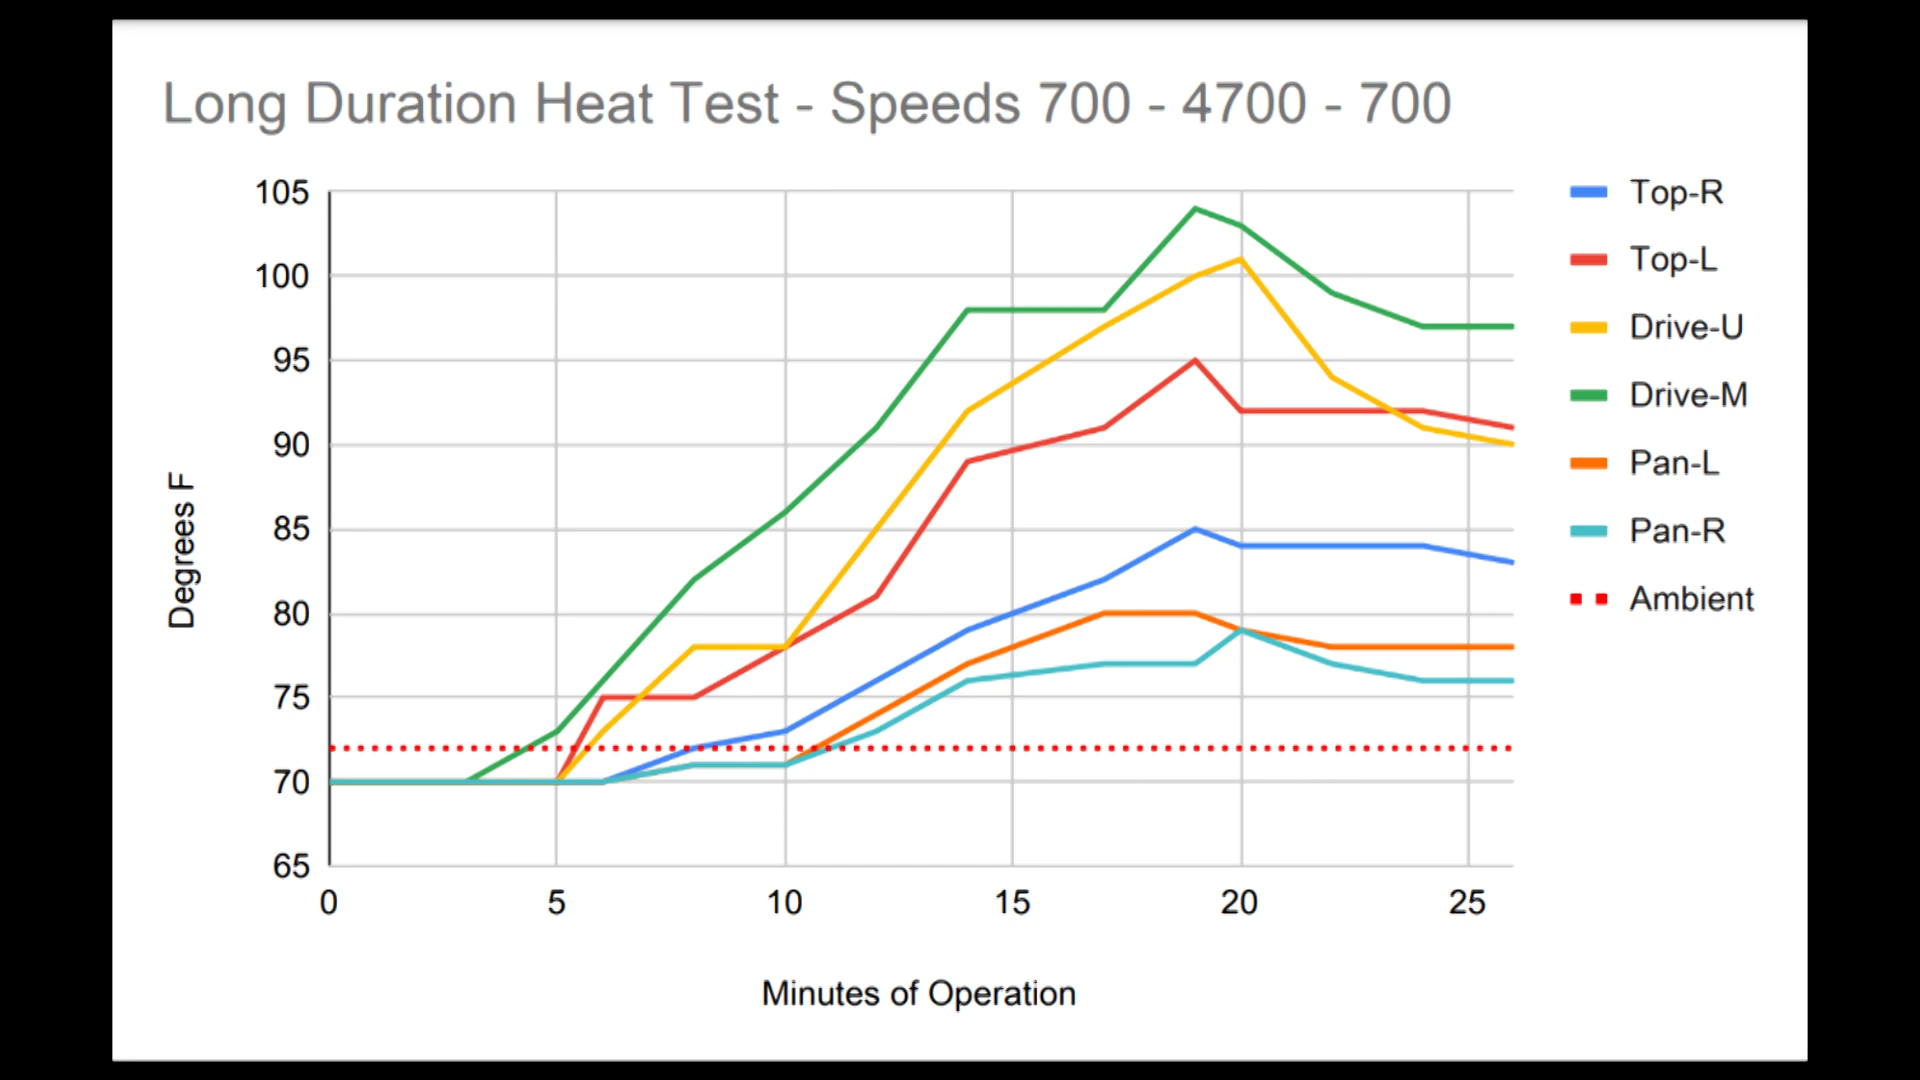 Long Duration Heat Test - Speeds 700 - 4700 - 700
105
100
95
90
85
80
75
70
65
Degrees F
0 5 10 15 20 25
Minutes of Operation
Top-R
Top-L
Drive-U
Drive-M
Pan-L
Pan-R
Ambient